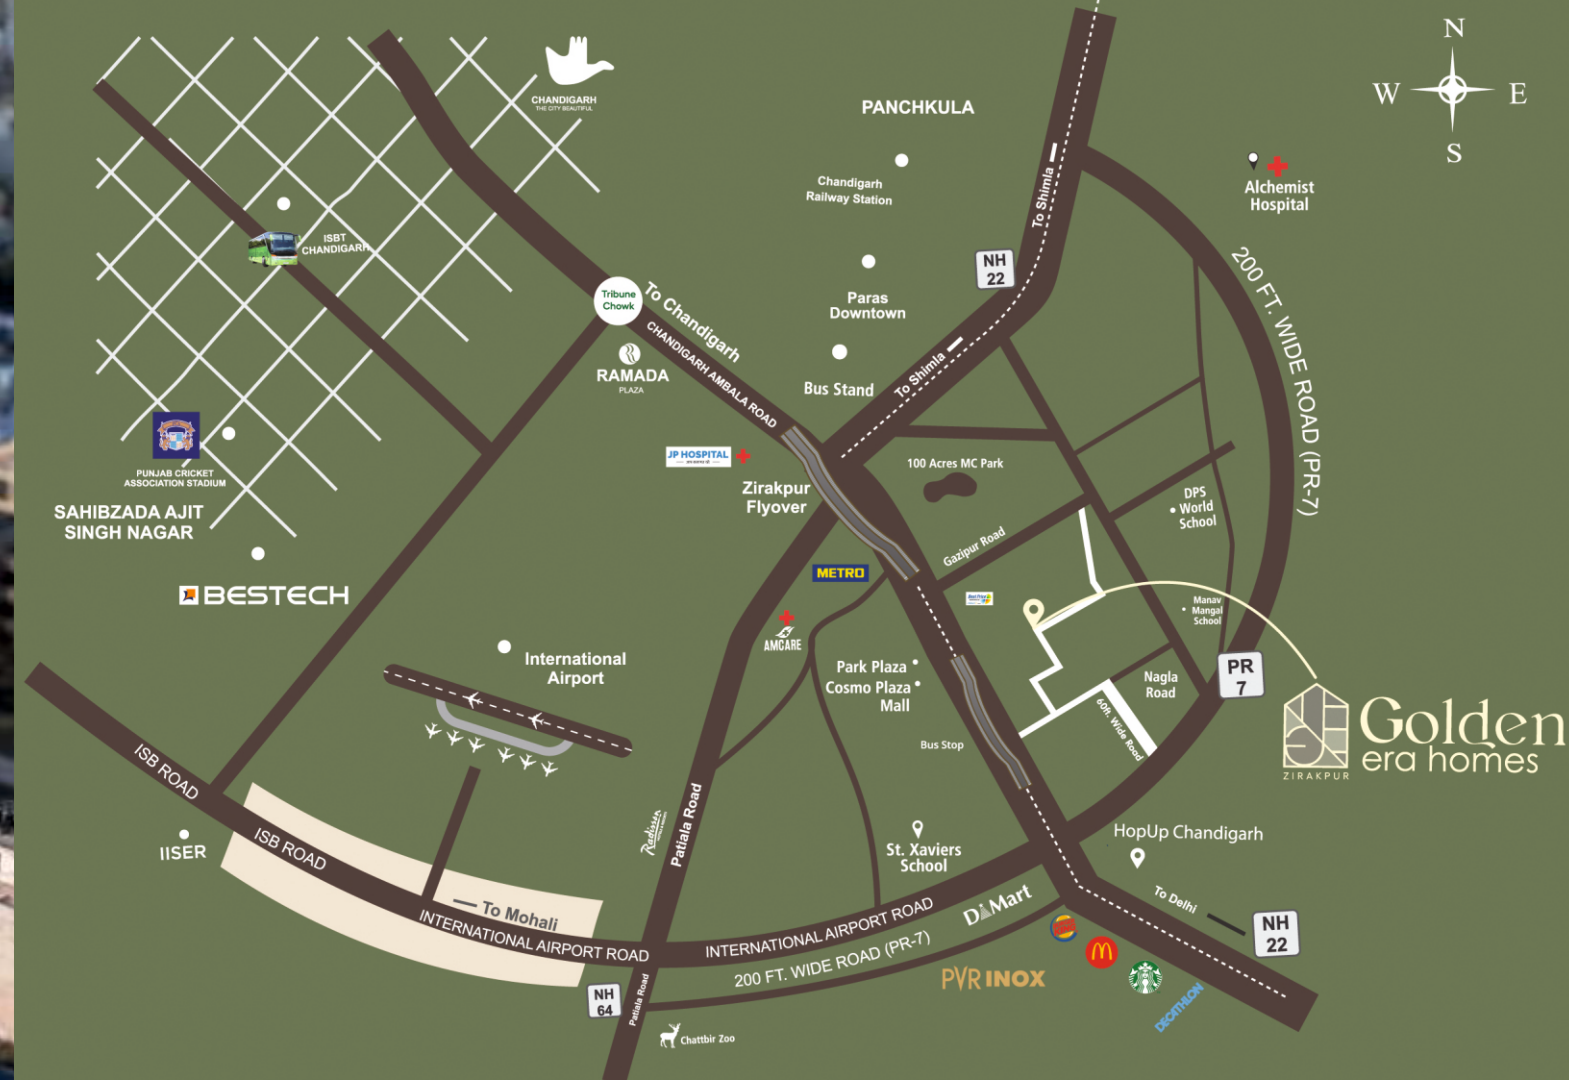 N
W
E
S
CHANDIGARH
THE CITY BEAUTIFUL
PANCHKULA
Chandigarh
Railway Station
Alchemist
Hospital
To Shimla
ISBT
CHANDIGARH
NH
22
200 FT. WIDE ROAD (PR-7)
Paras
Downtown
Tribune
Chowk
To Chandigarh
CHANDIGARH AMBALA ROAD
RAMADA
PLAZA
Bus Stand
To Shimla
PUNJAB CRICKET
ASSOCIATION STADIUM
SAHIBZADA AJIT
SINGH NAGAR
JP HOSPITAL
Zirakpur
Flyover
100 Acres MC Park
DPS
World
School
Gazipur Road
BESTECH
METRO
Best Price
Manav
Mangal
School
AMCARE
International
Airport
Park Plaza
Cosmo Plaza
Mall
Nagla
Road
PR
7
60ft. Wide Road
Bus Stop
Golden
era homes
ZIRAKPUR
ISB ROAD
ISB ROAD
IISER
Radisson
Patiala Road
St. Xaviers
School
HopUp Chandigarh
To Delhi
NH
22
To Mohali
INTERNATIONAL AIRPORT ROAD
INTERNATIONAL AIRPORT ROAD
200 FT. WIDE ROAD (PR-7)
D Mart
BURGER
KING
PVR INOX
DECATHLON
NH
64
Patiala Road
Chattbir Zoo